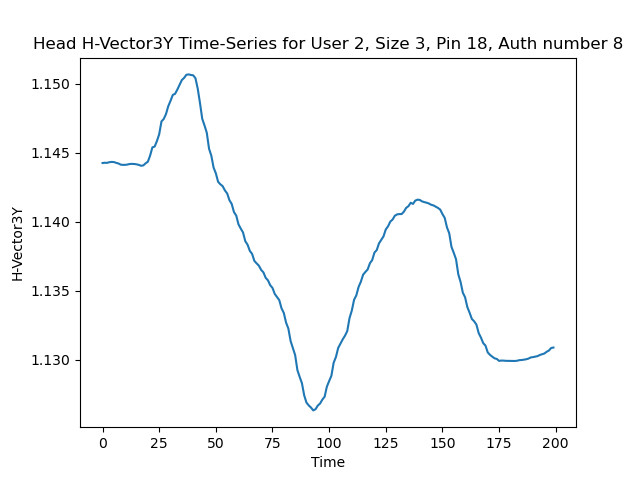 Head H-Vector3Y Time-Series for User 2, Size 3, Pin 18, Auth number 8
1.150
1.145
1.140
1.135
1.130
H-Vector3Y
0 25 50 75 100 125 150 175 200
Time